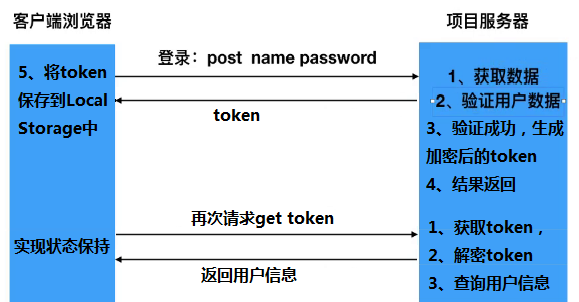 客户端浏览器
项目服务器
登录：post name password
5、将token
保存到Local
Storage中
token
1、获取数据
2、验证用户数据
3、验证成功，生成
加密后的token
4、结果返回
再次请求get token
实现状态保持
返回用户信息
1、获取token，
2、解密token
3、查询用户信息